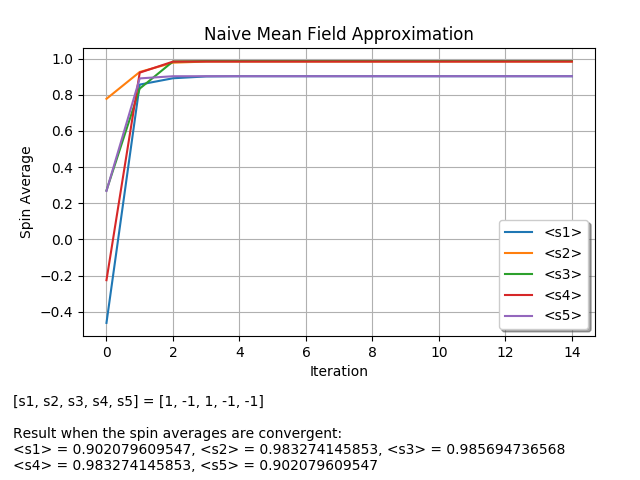 Naive Mean Field Approximation
1.0
0.8
0.6
0.4
0.2
0.0
−0.2
−0.4
Spin Average
<s1>
<s2>
<s3>
<s4>
<s5>
0 2 4 6 8 10 12 14
Iteration
[s1, s2, s3, s4, s5] = [1, -1, 1, -1, -1]
Result when the spin averages are convergent:
<s1> = 0.902079609547, <s2> = 0.983274145853, <s3> = 0.985694736568
<s4> = 0.983274145853, <s5> = 0.902079609547